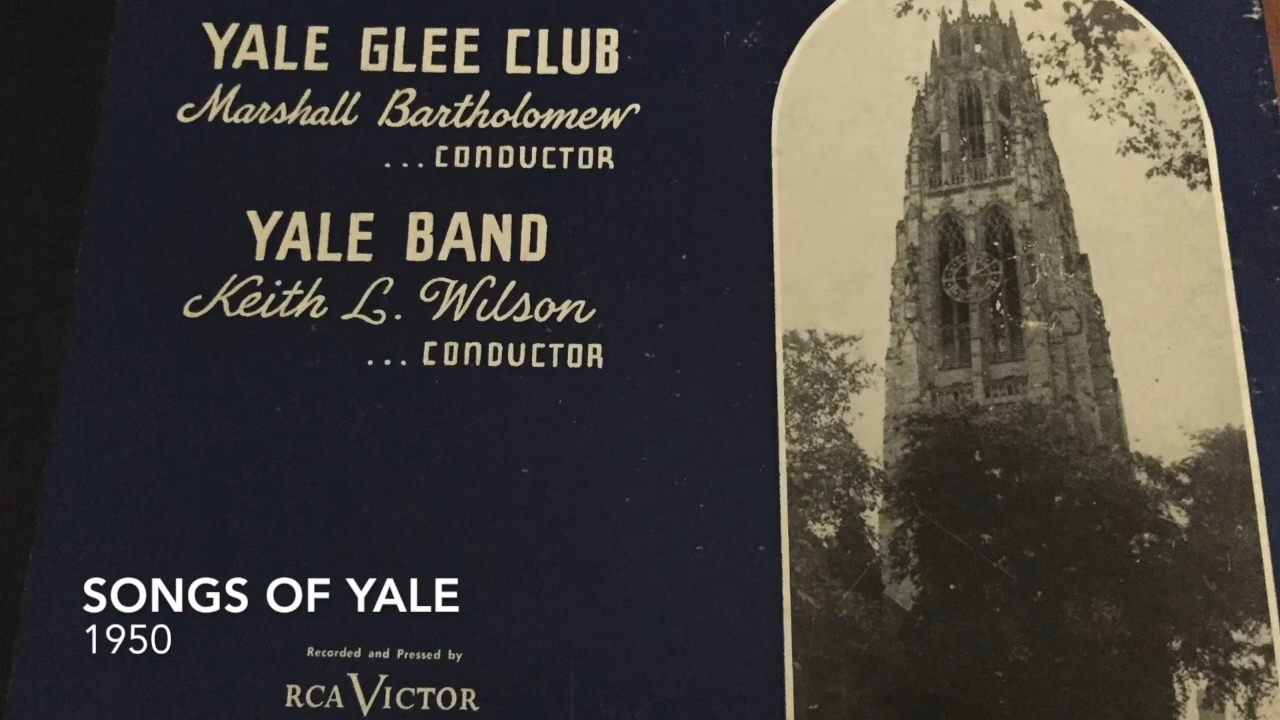 YALE GLEE CLUB
Marshall Bartholomew
... CONDUCTOR
YALE BAND
Keith L. Wilson
... CONDUCTOR
SONGS OF YALE
1950
Recorded and Pressed by
RCA VICTOR